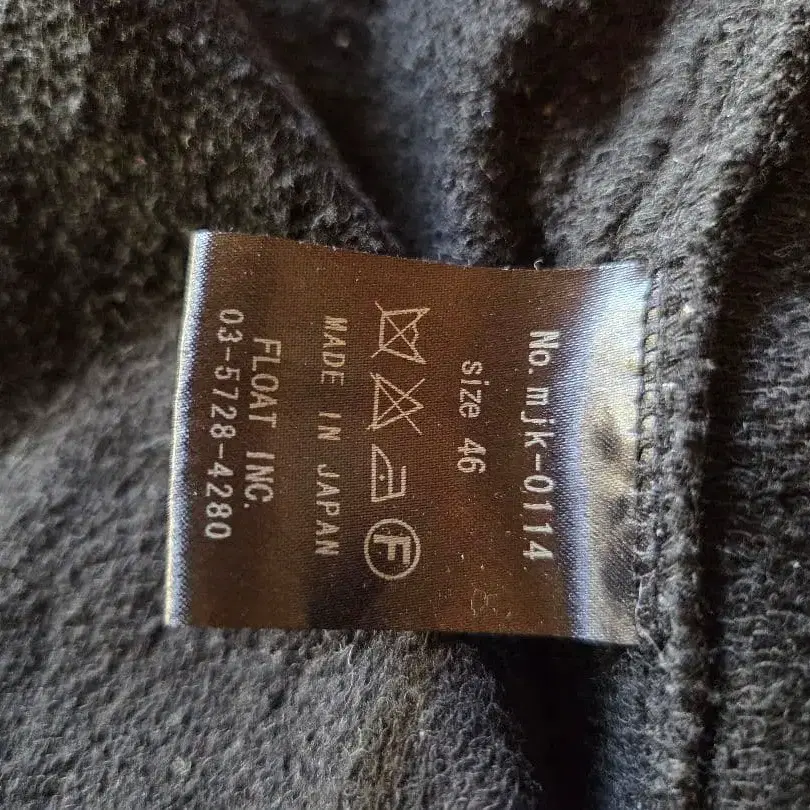 No. mjk-0114
size 46
F
MADE IN JAPAN
FLOAT INC.
03-5728-4280